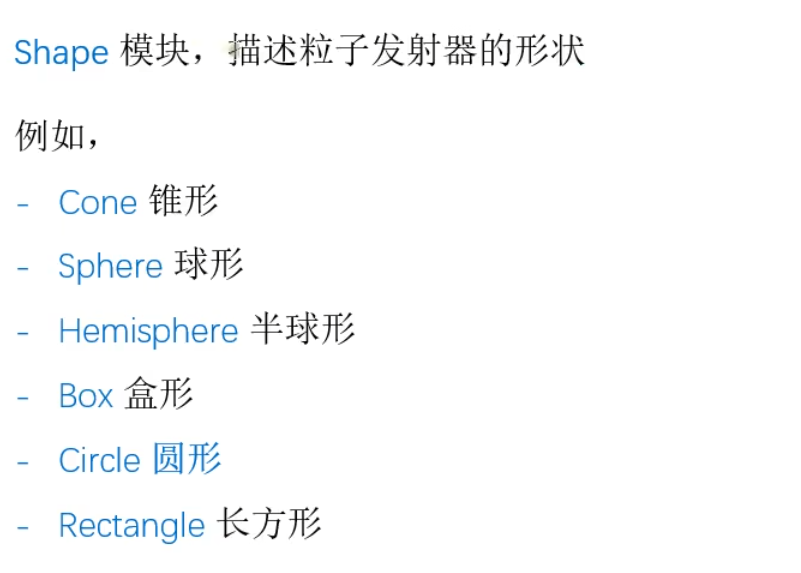 Shape 模块，描述粒子发射器的形状
例如，
- Cone 锥形
- Sphere 球形
- Hemisphere 半球形
- Box 盒形
- Circle 圆形
- Rectangle 长方形